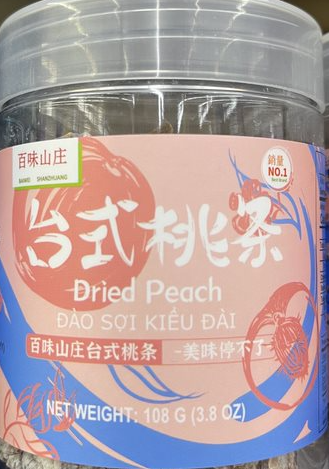 百味山庄
BAIWEI SHANZHUANG
銷量
NO.1
Best Brand
台式桃条
Dried Peach
ĐÀO SỢI KIỂU ĐÀI
百味山庄台式桃条 -美味停不了-
NET WEIGHT: 108 G (3.8 OZ)